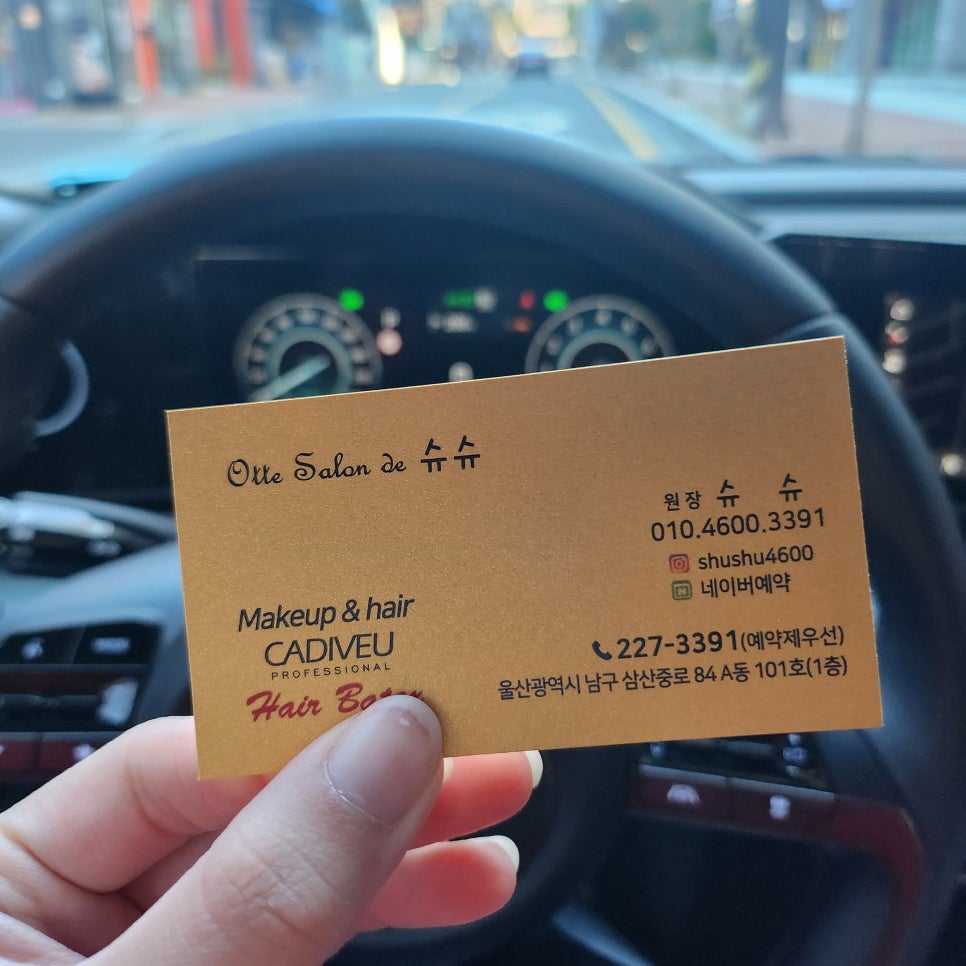 Otte Salon de 슈슈
원장 슈 슈
010.4600.3391
shushu4600
네이버예약
Makeup & hair
CADIVEU
PROFESSIONAL
Hair
227-3391(예약제우선)
울산광역시 남구 삼산중로 84 A동 101호(1층)